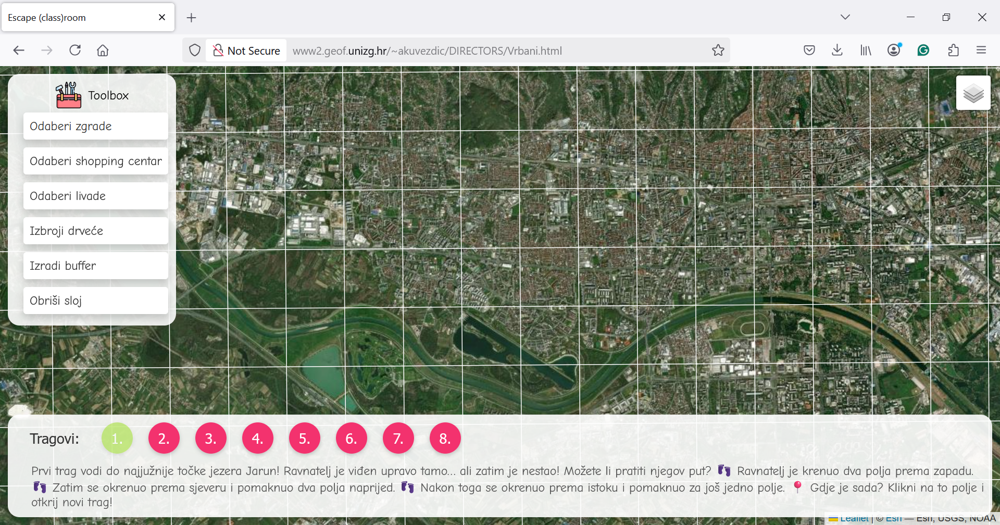 Escape (class)room
Not Secure
www2.geof.unizg.hr/~akuvezdic/DIRECTORS/Vrbani.html
Toolbox
Odaberi zgrade
Odaberi shopping centar
Odaberi livade
Izbroji drveće
Izradi buffer
Obriši sloj
Tragovi: 1. 2. 3. 4. 5. 6. 7. 8.
Prvi trag vodi do najjužnije točke jezera Jarun! Ravnatelj je viđen upravo tamo... ali zatim je nestao! Možete li pratiti njegov put? 👣 Ravnatelj je krenuo dva polja prema zapadu.
👣 Zatim se okrenuo prema sjeveru i pomaknuo dva polja naprijed. 👣 Nakon toga se okrenuo prema istoku i pomaknuo za još jedno polje. 📍 Gdje je sada? Klikni na to polje i
otkrij novi trag!
Leaflet | © Esri — Esri, USGS, NOAA